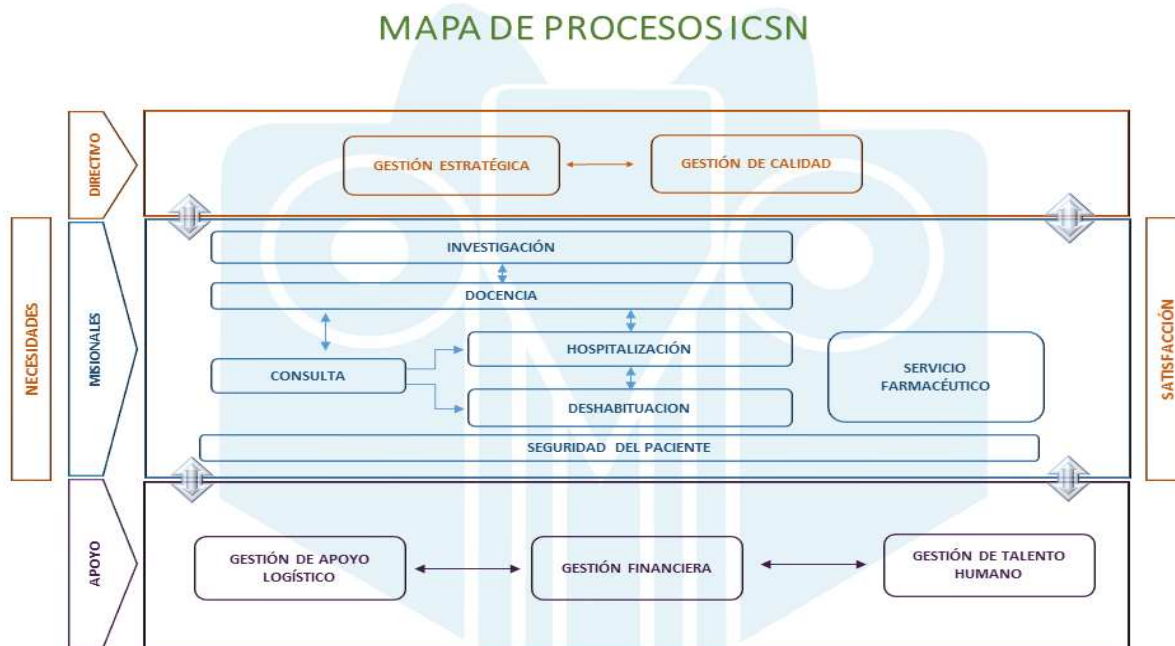 MAPA DE PROCESOS ICSN
DIRECTIVO
GESTIÓN ESTRATÉGICA
GESTIÓN DE CALIDAD
NECESIDADES
MISIONALES
INVESTIGACIÓN
DOCENCIA
CONSULTA
HOSPITALIZACIÓN
DESHABITUACION
SERVICIO
FARMACÉUTICO
SEGURIDAD DEL PACIENTE
SATISFACCIÓN
APOYO
GESTIÓN DE APOYO
LOGÍSTICO
GESTIÓN FINANCIERA
GESTIÓN DE TALENTO
HUMANO